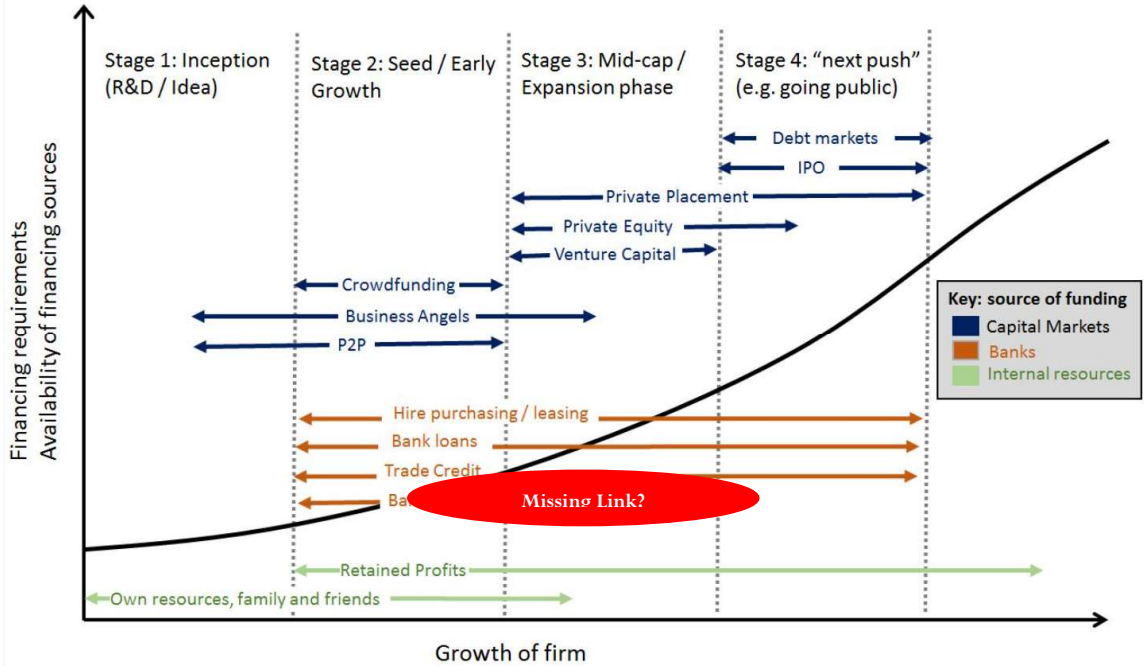 Stage 1: Inception
(R&D / Idea)
Stage 2: Seed / Early
Growth
Stage 3: Mid-cap /
Expansion phase
Stage 4: “next push”
(e.g. going public)
Debt markets
IPO
Private Placement
Private Equity
Venture Capital
Crowdfunding
Business Angels
P2P
Hire purchasing / leasing
Bank loans
Trade Credit
Missing Link?
Retained Profits
Own resources, family and friends
Key: source of funding
Capital Markets
Banks
Internal resources
Financing requirements
Availability of financing sources
Growth of firm